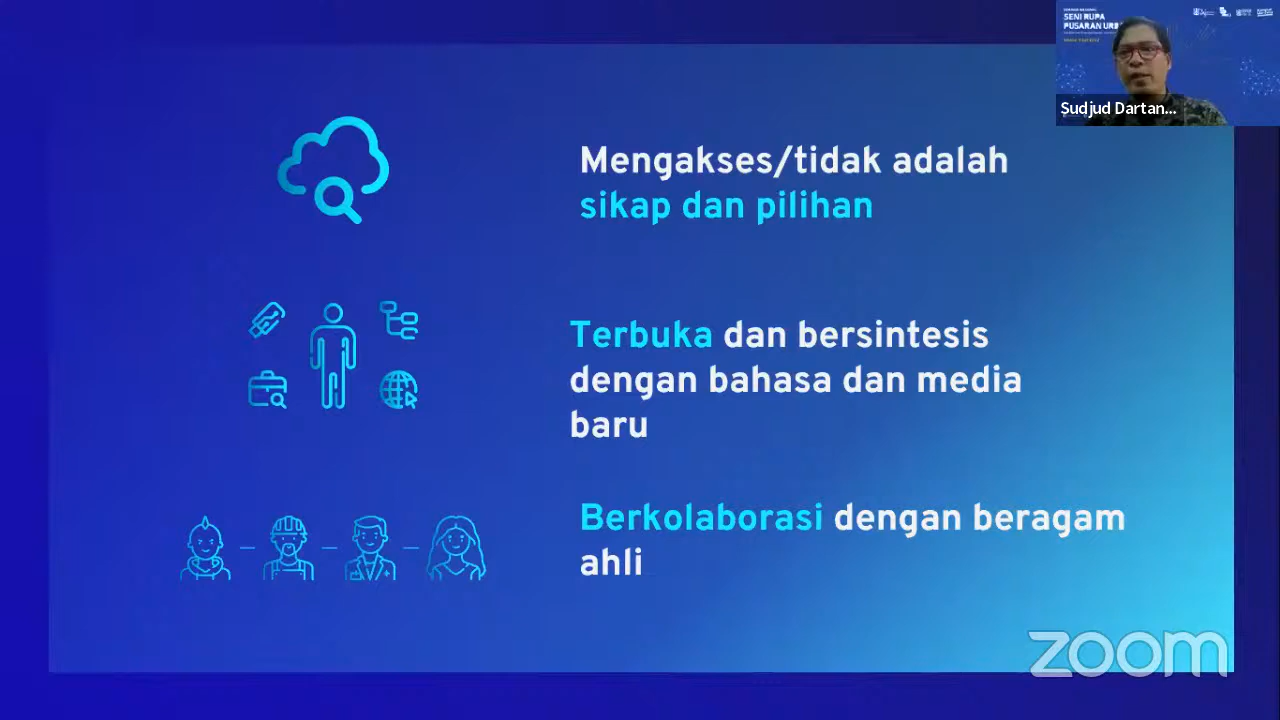 SENI RUPA
PUSARAN URB
Sudjud Dartan...
Mengakses/tidak adalah
sikap dan pilihan
Terbuka dan bersintesis
dengan bahasa dan media
baru
Berkolaborasi dengan beragam
ahli
zoom